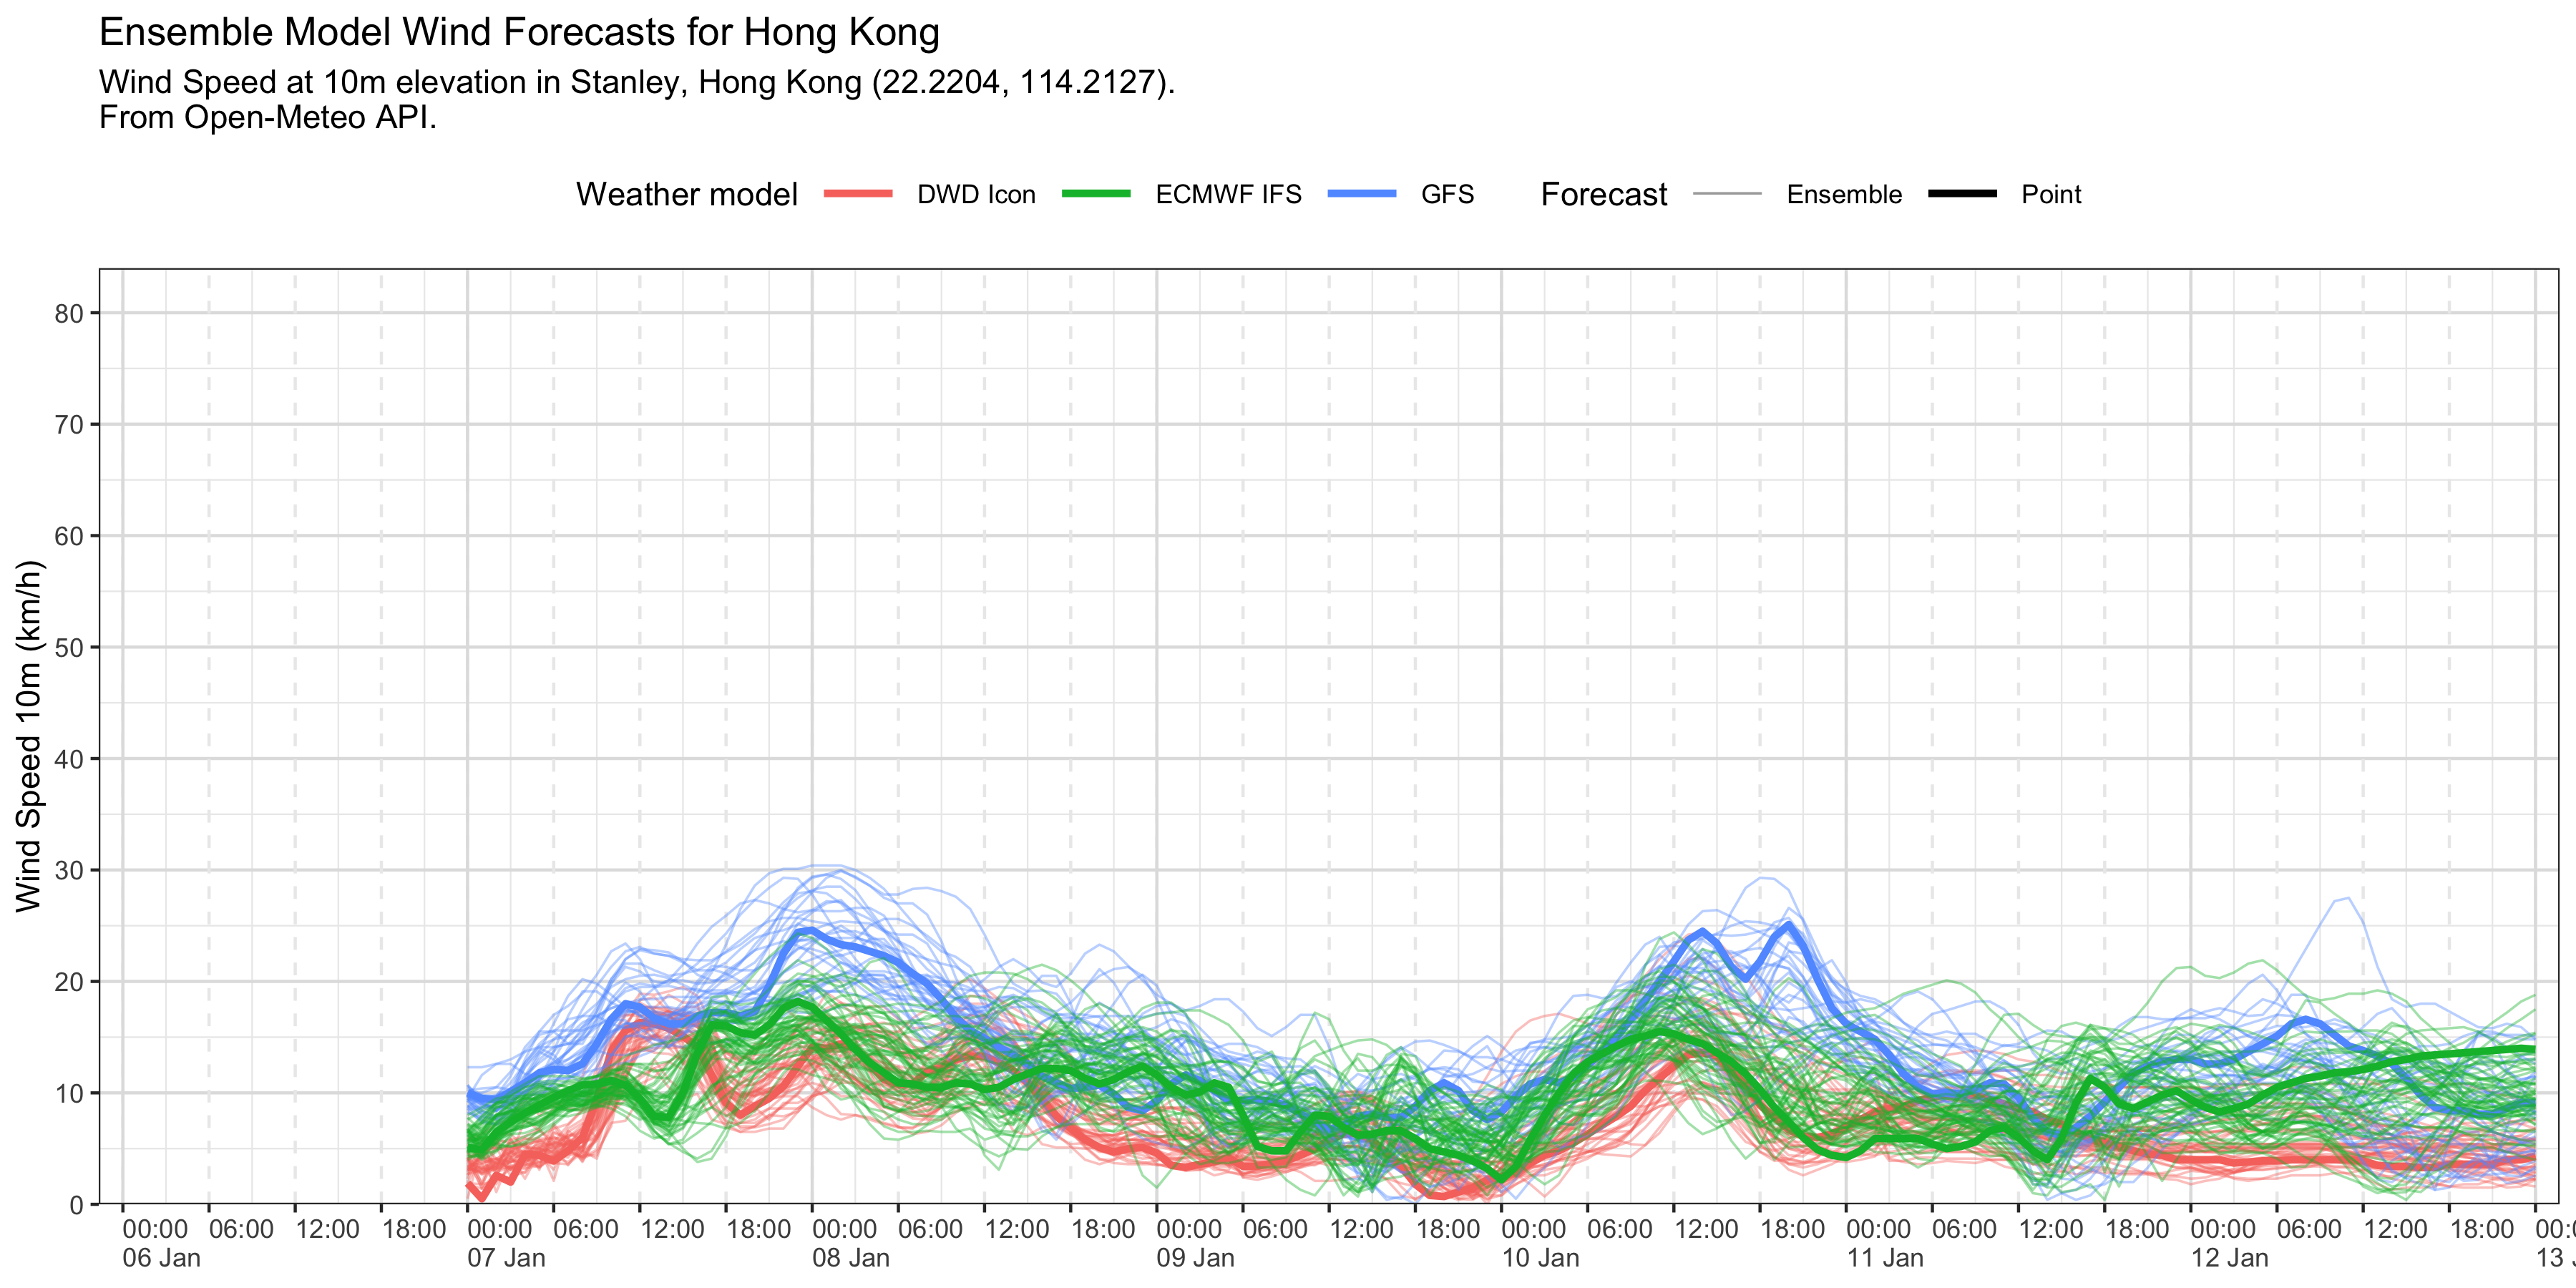 Ensemble Model Wind Forecasts for Hong Kong
Wind Speed at 10m elevation in Stanley, Hong Kong (22.2204, 114.2127).
From Open-Meteo API.
Weather model DWD Icon ECMWF IFS GFS Forecast Ensemble Point
Wind Speed 10m (km/h)
80
70
60
50
40
30
20
10
0
00:00 06:00 12:00 18:00 00:00 06:00 12:00 18:00 00:00 06:00 12:00 18:00 00:00 06:00 12:00 18:00 00:00 06:00 12:00 18:00 00:00 06:00 12:00 18:00 00:00 06:00 12:00 18:00
06 Jan 07 Jan 08 Jan 09 Jan 10 Jan 11 Jan 12 Jan 13